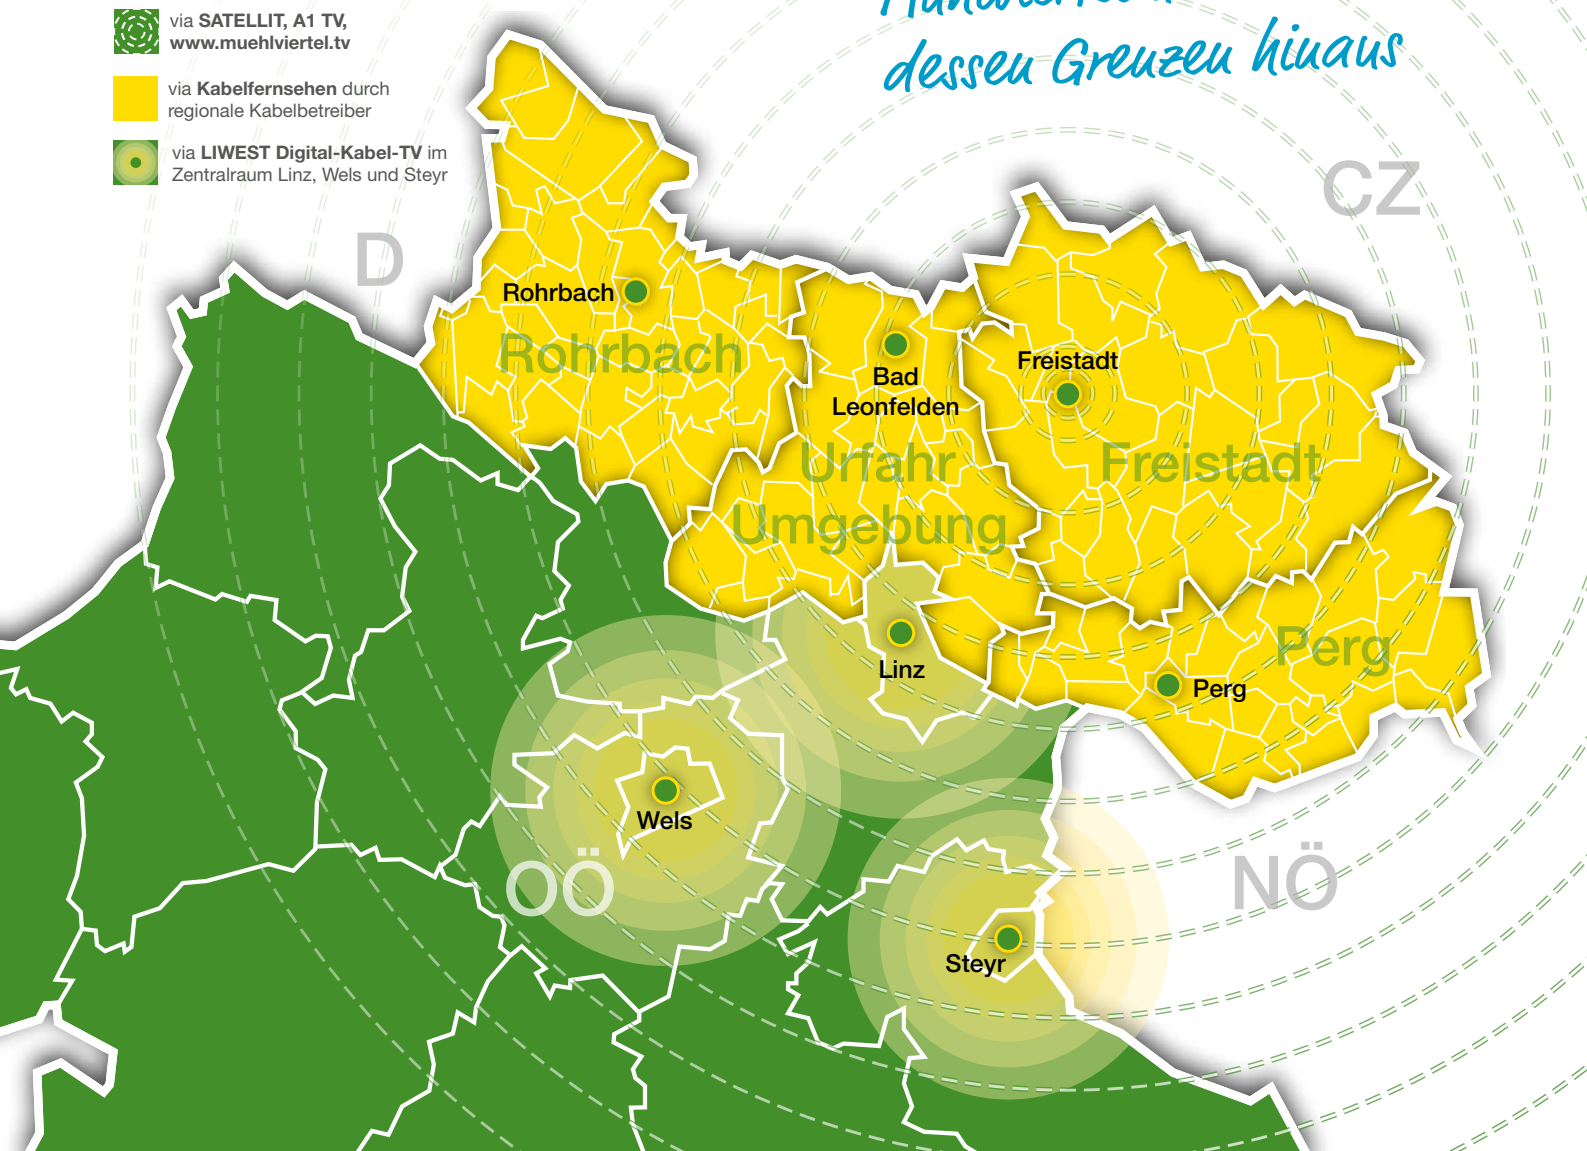 via SATELLIT, A1 TV,
www.muehlviertel.tv
via Kabelfernsehen durch
regionale Kabelbetreiber
via LIWEST Digital-Kabel-TV im
Zentralraum Linz, Wels und Steyr
dessen Grenzen hinaus
CZ
D
Rohrbach
Rohrbach
Bad
Leonfelden
Freistadt
Urfahr
Umgebung
Freistadt
Linz
Perg
Perg
Wels
OÖ
NÖ
Steyr